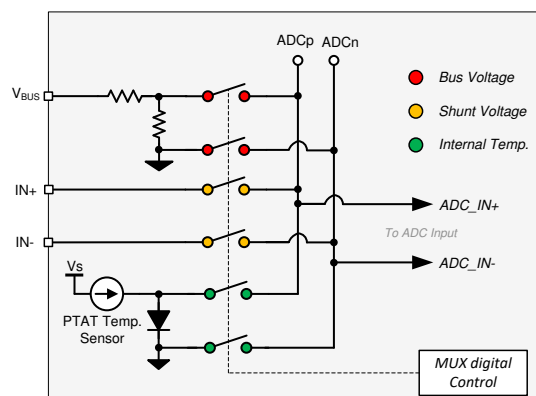 ADCp ADCn
VBUS
Bus Voltage
Shunt Voltage
Internal Temp.
IN+
ADC_IN+
To ADC Input
IN-
ADC_IN-
Vs
PTAT Temp.
Sensor
MUX digital
Control